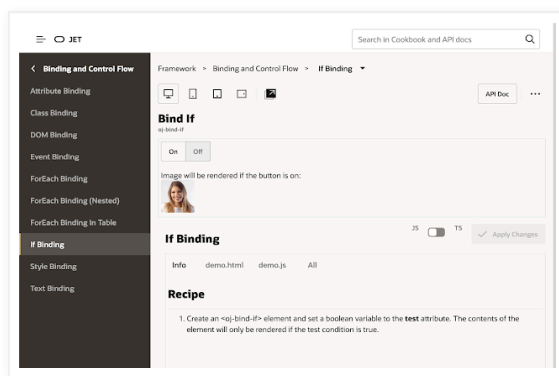 JET
Search in Cookbook and API docs
Binding and Control Flow
Attribute Binding
Class Binding
DOM Binding
Event Binding
ForEach Binding
ForEach Binding (Nested)
ForEach Binding In Table
If Binding
Style Binding
Text Binding
Framework > Binding and Control Flow > If Binding
API Doc
Bind If
oj-bind-if
On Off
Image will be rendered if the button is on:
If Binding
JS TS
Apply Changes
Info demo.html demo.js All
Recipe
1. Create an <oj-bind-if> element and set a boolean variable to the test attribute. The contents of the
element will only be rendered if the test condition is true.